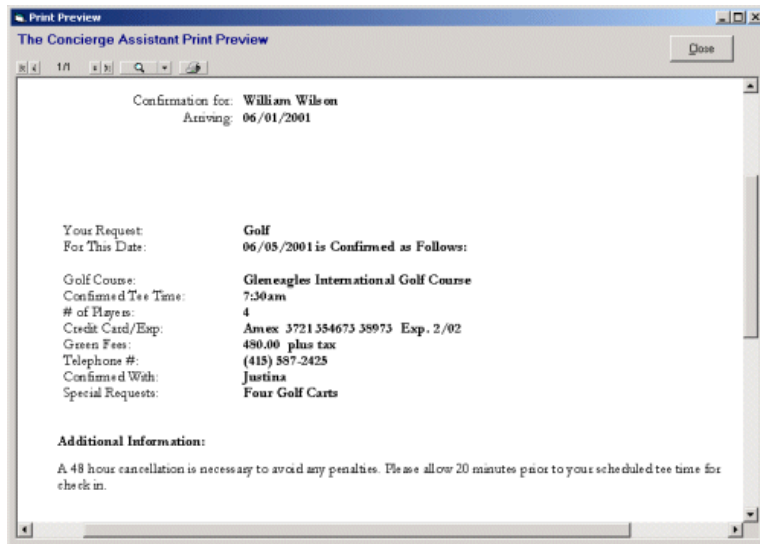 Print Preview
The Concierge Assistant Print Preview
Close
1/1
Confirmation for: William Wilson
Arriving: 06/01/2001
Your Request: Golf
For This Date: 06/05/2001 is Confirmed as Follows:
Golf Course: Gleneagles International Golf Course
Confirmed Tee Time: 7:30am
# of Players: 4
Credit Card/Exp: Amex 3721 354673 38973 Exp. 2/02
Green Fees: 480.00 plus tax
Telephone #: (415) 587-2425
Confirmed With: Justina
Special Requests: Four Golf Carts
Additional Information:
A 48 hour cancellation is necessary to avoid any penalties. Please allow 20 minutes prior to your scheduled tee time for
check in.